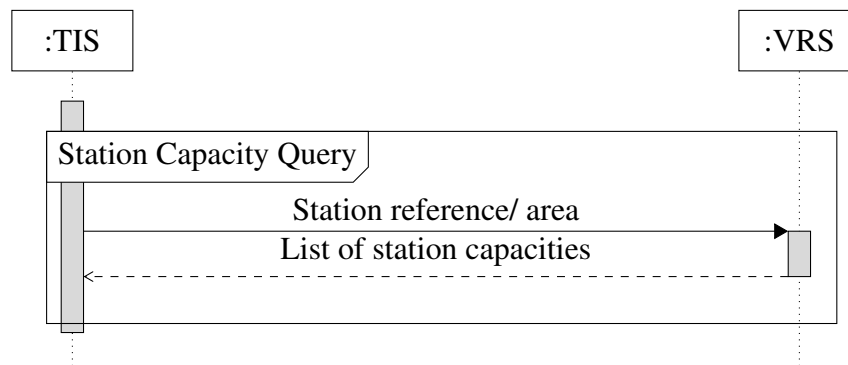 :TIS
:VRS
Station Capacity Query
Station reference/ area
List of station capacities